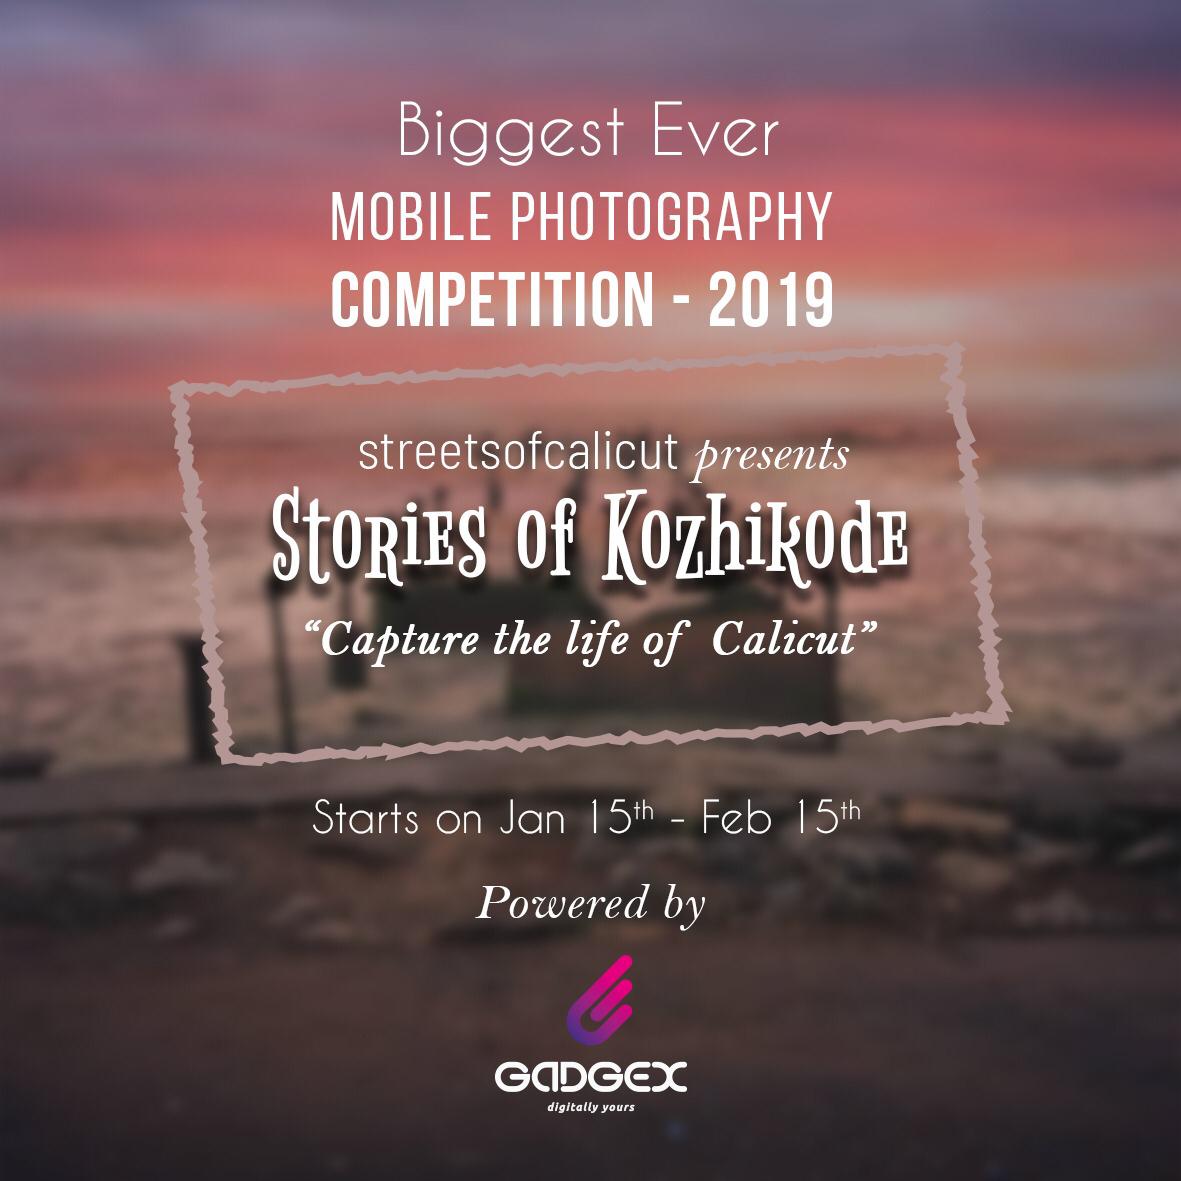 Biggest Ever
MOBILE PHOTOGRAPHY
COMPETITION - 2019
streetsofcalicut presents
Stories of Kozhikode
“Capture the life of Calicut”
Starts on Jan 15th - Feb 15th
Powered by
GADGEX
digitally yours